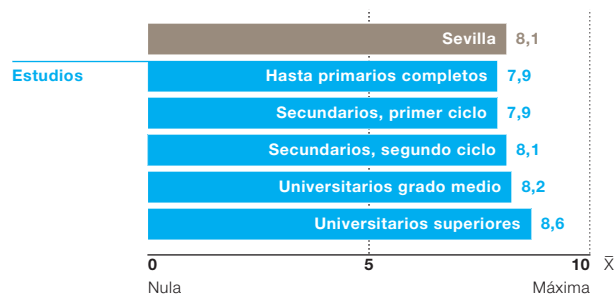 Sevilla 8,1
Estudios
Hasta primarios completos 7,9
Secundarios, primer ciclo 7,9
Secundarios, segundo ciclo 8,1
Universitarios grado medio 8,2
Universitarios superiores 8,6
0 5 10 X̅
Nula Máxima